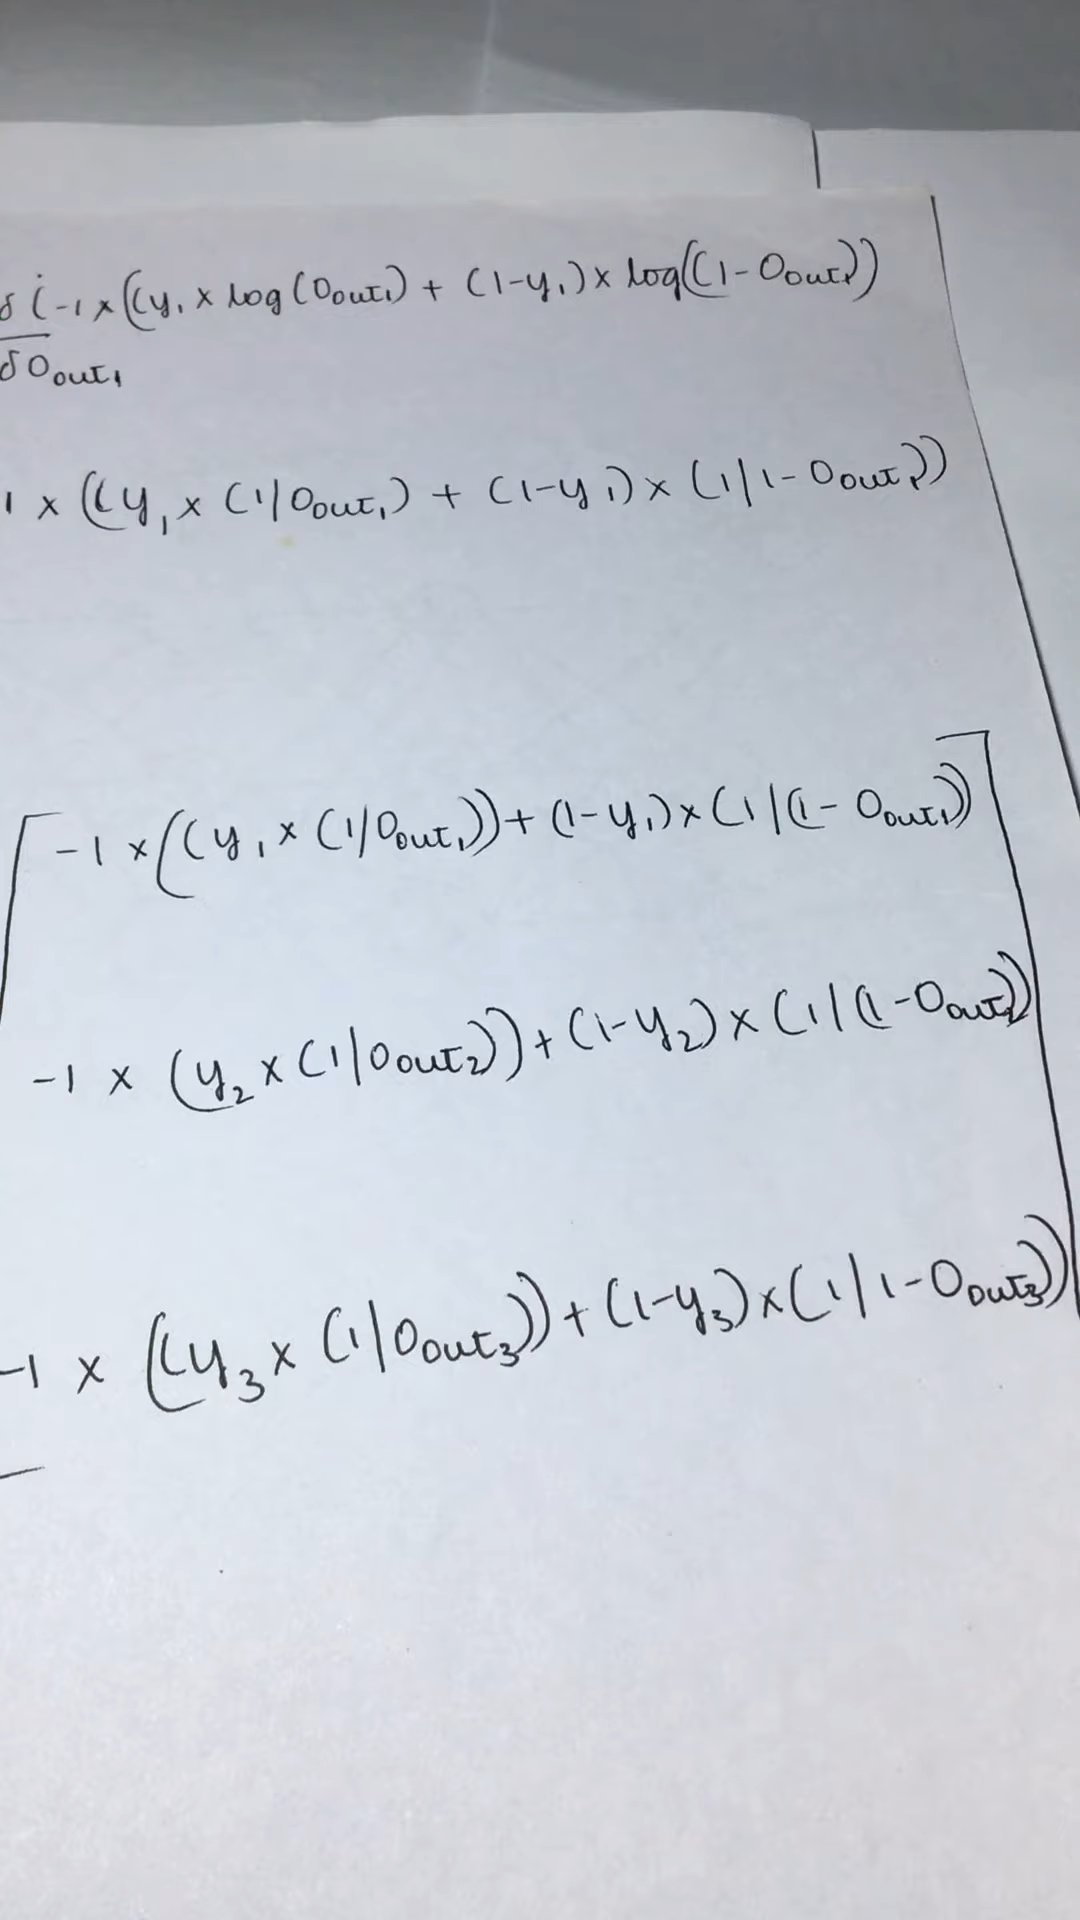 δ(-1×((y₁ × log(Oout₁) + (1-y₁)× log((1-Oout₁))
δOout₁
1 × ((y₁ × (1/Oout₁) + (1-y₁)× (1/1-Oout₁))
-1 ×((y₁× (1/Oout₁))+(1-y₁)×(1/(1-Oout₁))
-1 × (y₂×(1/Oout₂))+(1-y₂)×(1/(1-Oout₂))
-1 × ((y₃× (1/Oout₃))+(1-y₃)×(1/1-Oout₃))